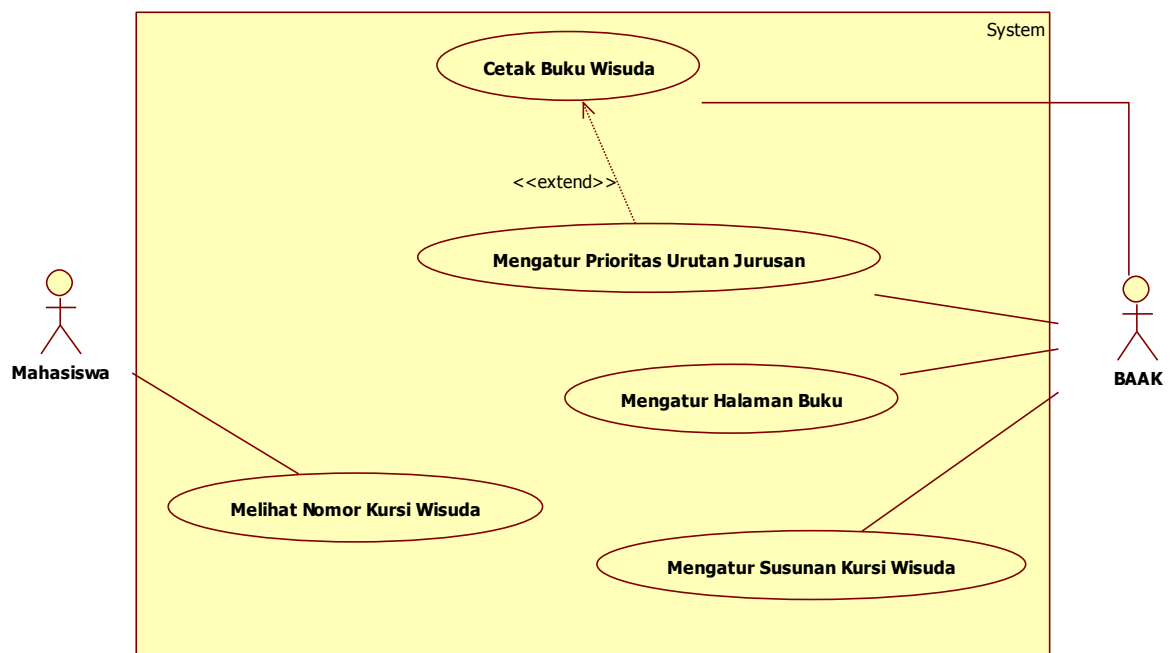 System
Cetak Buku Wisuda
<<extend>>
Mengatur Prioritas Urutan Jurusan
Mahasiswa
BAAK
Mengatur Halaman Buku
Melihat Nomor Kursi Wisuda
Mengatur Susunan Kursi Wisuda